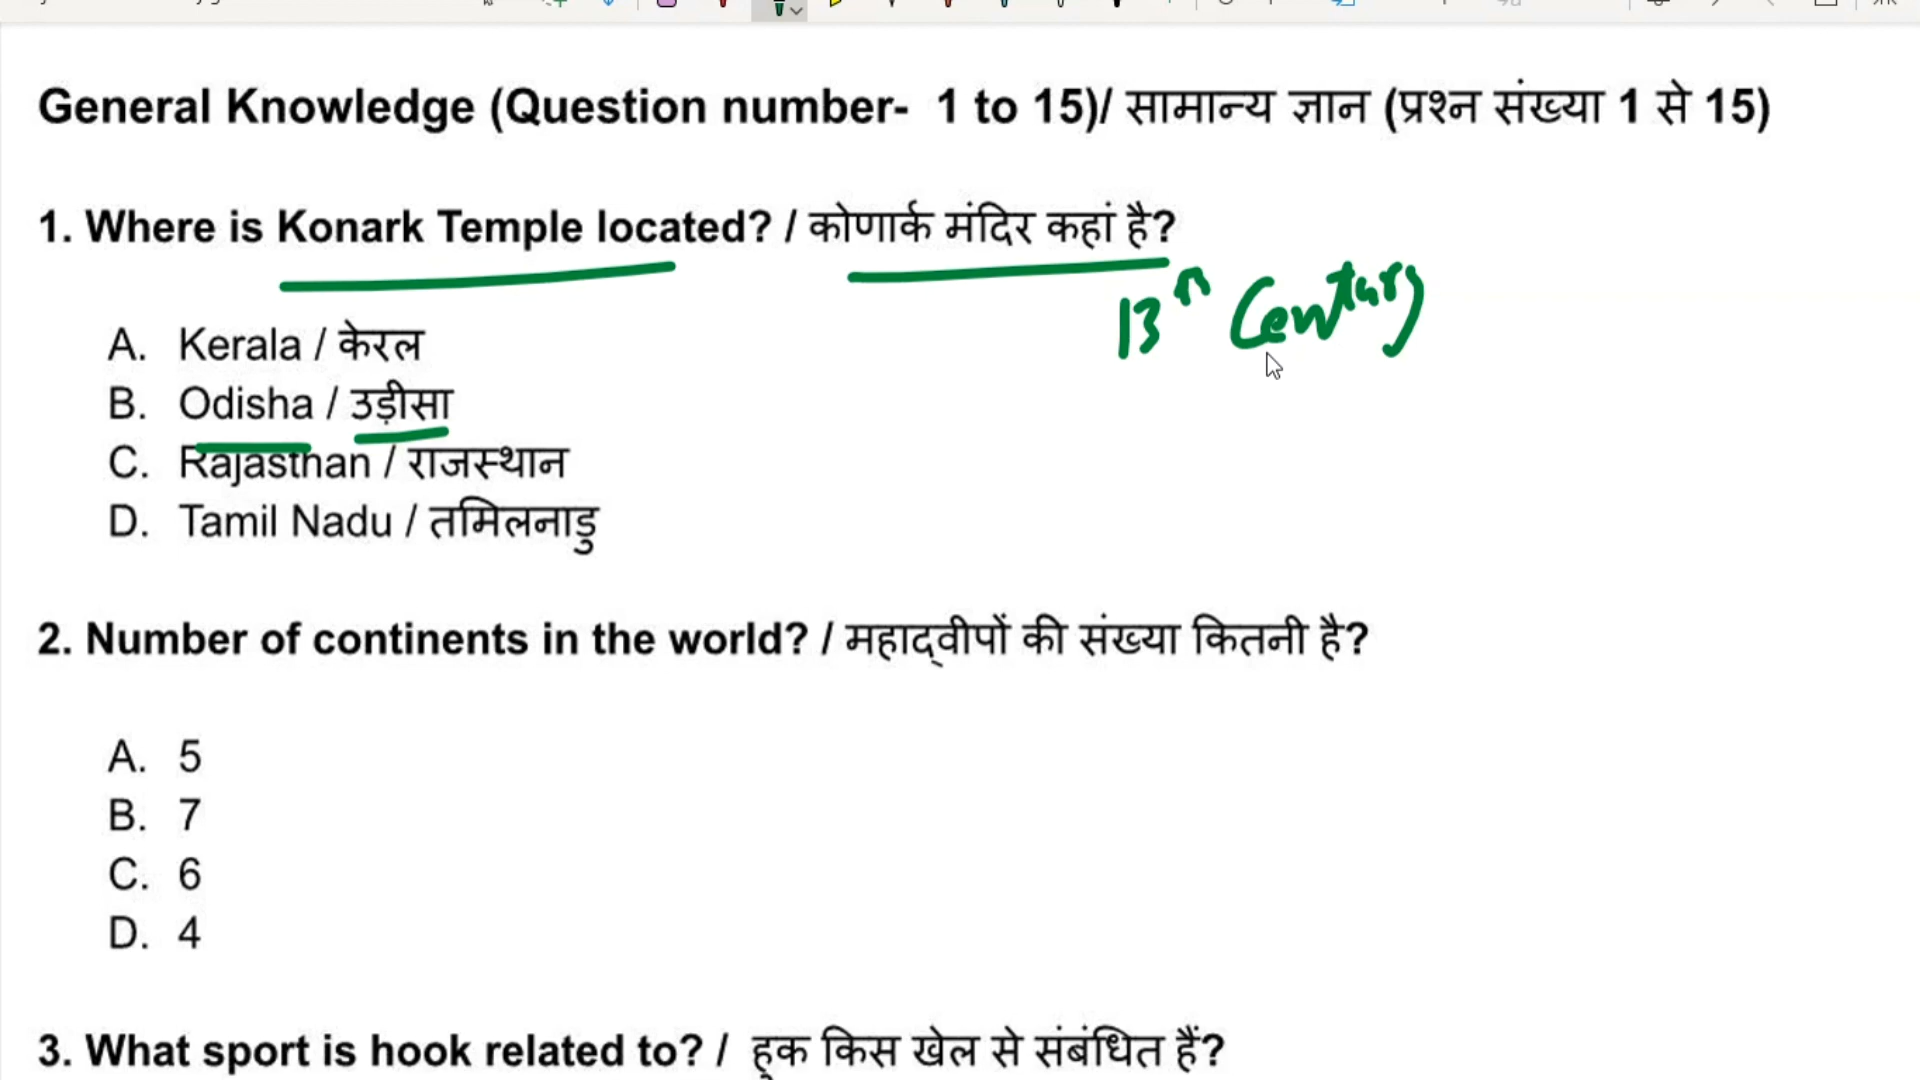 General Knowledge (Question number- 1 to 15)/ सामान्य ज्ञान (प्रश्न संख्या 1 से 15)
1. Where is Konark Temple located? / कोणार्क मंदिर कहां है?
13th Century
A. Kerala / केरल
B. Odisha / उड़ीसा
C. Rajasthan / राजस्थान
D. Tamil Nadu / तमिलनाडु
2. Number of continents in the world? / महाद्वीपों की संख्या कितनी है?
A. 5
B. 7
C. 6
D. 4
3. What sport is hook related to? / हुक किस खेल से संबंधित हैं?